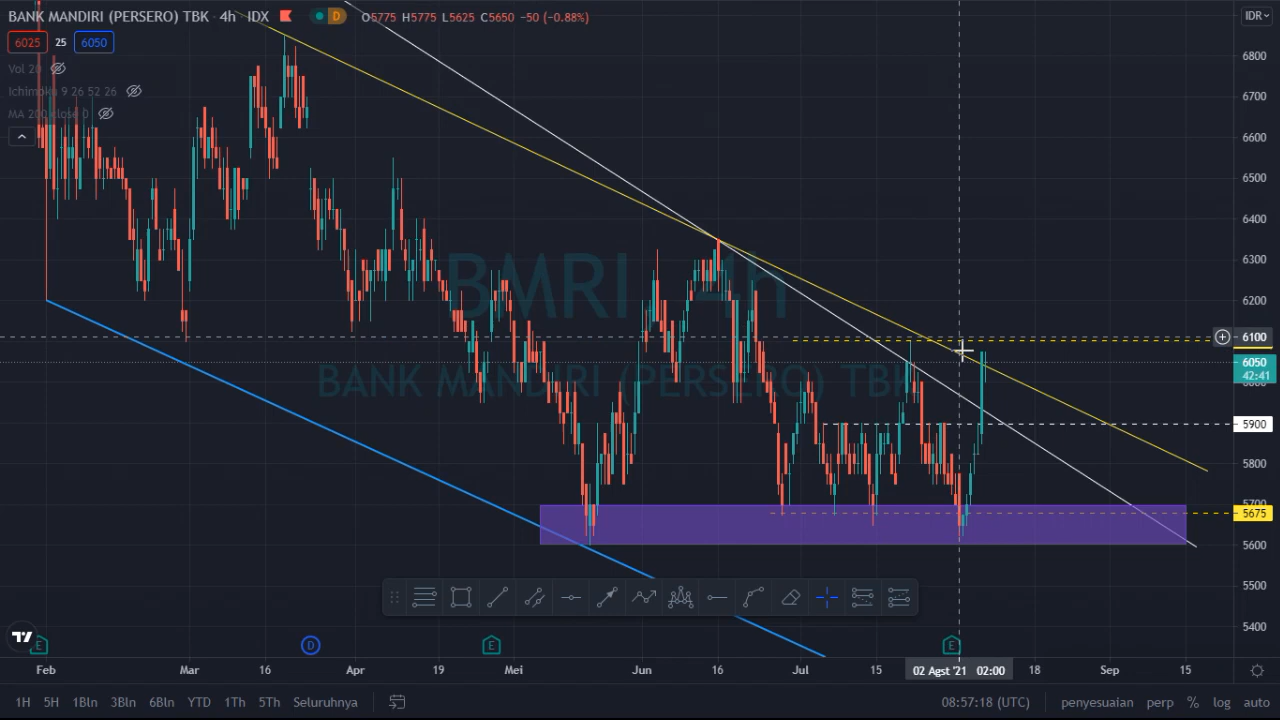 BANK MANDIRI (PERSERO) TBK · 4h · IDX D O5775 H5775 L5625 C5650 -50 (-0.88%) IDR
6025 25 6050
Vol 20
Ichimoku 9 26 52 26
MA 200 close 0
BMRI, 4h
BANK MANDIRI (PERSERO) TBK
6800
6700
6600
6500
6400
6300
6200
6100
6050
42:41
5900
5800
5700
5675
5600
5500
5400
E D E E
Feb Mar 16 Apr 19 Mei Jun 16 Jul 15 02 Agst '21 02:00 18 Sep 15
1H 5H 1Bln 3Bln 6Bln YTD 1Th 5Th Seluruhnya 08:57:18 (UTC) penyesuaian perp % log auto